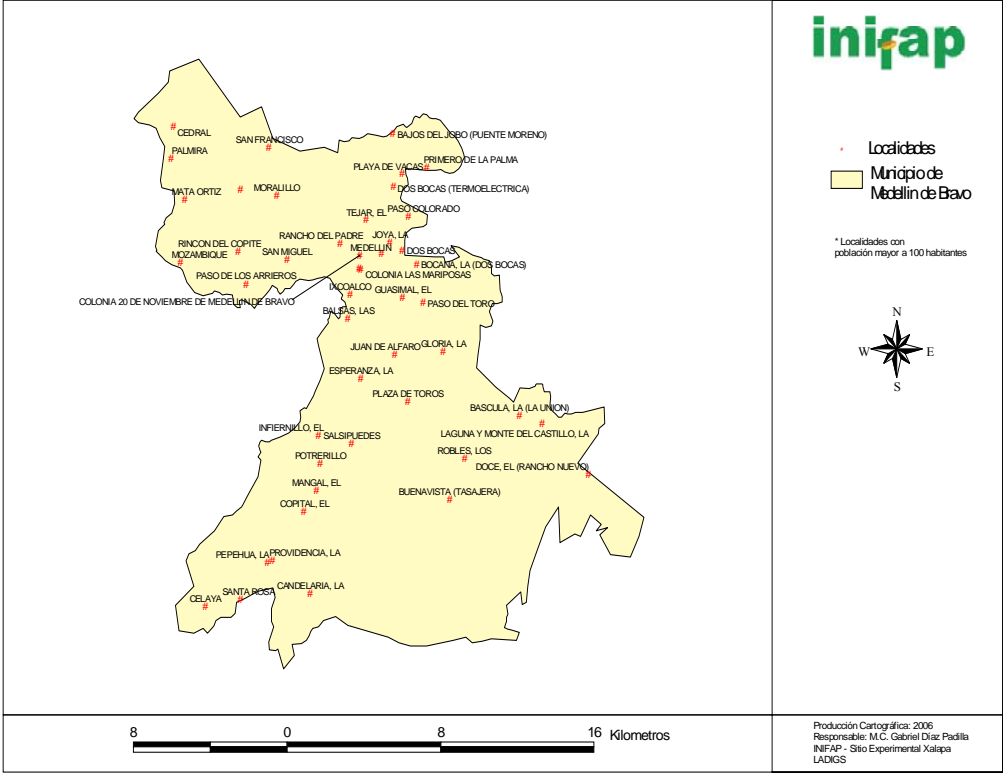 inifap
CEDRAL
SAN FRANCISCO
BAJOS DEL JOBO (PUENTE MORENO)
PALMIRA
PLAYA DE VACAS
PRIMERO DE LA PALMA
MATA ORTIZ
MORALILLO
DOS BOCAS (TERMOELECTRICA)
TEJAR, EL
PASO COLORADO
RANCHO DEL PADRE
JOYA, LA
RINCON DEL COPITE
MEDELLIN
DOS BOCAS
MOZAMBIQUE
SAN MIGUEL
BOCANA, LA (DOS BOCAS)
PASO DE LOS ARRIEROS
COLONIA LAS MARIPOSAS
IXCOALCO
GUASIMAL, EL
COLONIA 20 DE NOVIEMBRE DE MEDELLIN DE BRAVO
PASO DEL TORO
BALSAS, LAS
JUAN DE ALFARO
GLORIA, LA
ESPERANZA, LA
PLAZA DE TOROS
BASCULA, LA (LA UNION)
INFIERNILLO, EL
SALSIPUEDES
LAGUNA Y MONTE DEL CASTILLO, LA
POTRERILLO
ROBLES, LOS
DOCE, EL (RANCHO NUEVO)
MANGAL, EL
BUENAVISTA (TASAJERA)
COPITAL, EL
PEPEHUA, LA
PROVIDENCIA, LA
CANDELARIA, LA
CELAYA
SANTA ROSA
Localidades
Municipio de
Medellin de Bravo
* Localidades con
población mayor a 100 habitantes
N
W
E
S
8 0 8 16 Kilometros
Producción Cartográfica: 2006
Responsable: M.C. Gabriel Díaz Padilla
INIFAP - Sitio Experimental Xalapa
LADIGS